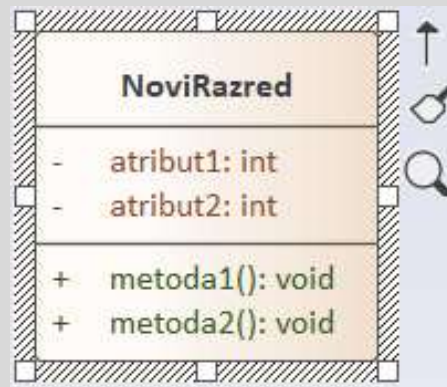 NoviRazred
- atribut1: int
- atribut2: int
+ metoda1(): void
+ metoda2(): void